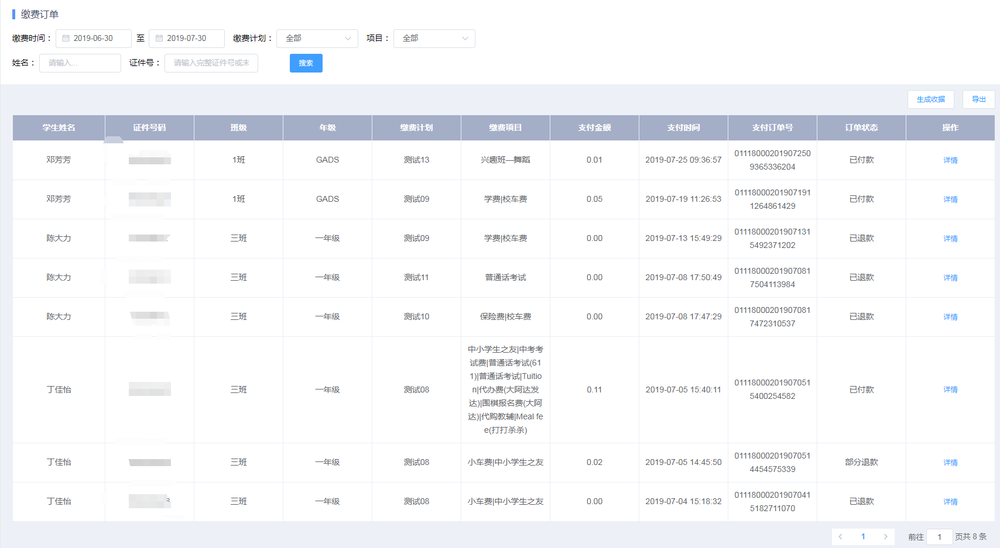 缴费订单
缴费时间： 2019-06-30 至 2019-07-30 缴费计划： 全部 项目： 全部
姓名： 请输入... 证件号： 请输入完整证件号或末 搜索
生成收据 导出
学生姓名 证件号码 班级 年级 缴费计划 缴费项目 支付金额 支付时间 支付订单号 订单状态 操作
邓芳芳 1班 GADS 测试13 兴趣班—舞蹈 0.01 2019-07-25 09:36:57 01118000201907250
9365336204 已付款 详情
邓芳芳 1班 GADS 测试09 学费|校车费 0.05 2019-07-19 11:26:53 01118000201907191
1264861429 已付款 详情
陈大力 三班 一年级 测试09 学费|校车费 0.00 2019-07-13 15:49:29 01118000201907131
5492371202 已退款 详情
陈大力 三班 一年级 测试11 普通话考试 0.00 2019-07-08 17:50:49 01118000201907081
7504113984 已退款 详情
陈大力 三班 一年级 测试10 保险费|校车费 0.00 2019-07-08 17:47:29 01118000201907081
7472310537 已退款 详情
丁佳怡 三班 一年级 测试08 中小学生之友|中考考
试费|普通话考试(61
1)|普通话考试|Tuitio
n|代办费(大阿达发
达)|围棋报名费(大阿
达)|代购教辅|Meal fe
e(打打杀杀) 0.11 2019-07-05 15:40:11 01118000201907051
5400254582 已付款 详情
丁佳怡 三班 一年级 测试08 小车费|中小学生之友 0.02 2019-07-05 14:45:50 01118000201907051
4454575339 部分退款 详情
丁佳怡 三班 一年级 测试08 小车费|中小学生之友 0.00 2019-07-04 15:18:32 01118000201907041
5182711070 已退款 详情
1 前往 1 页共 8 条